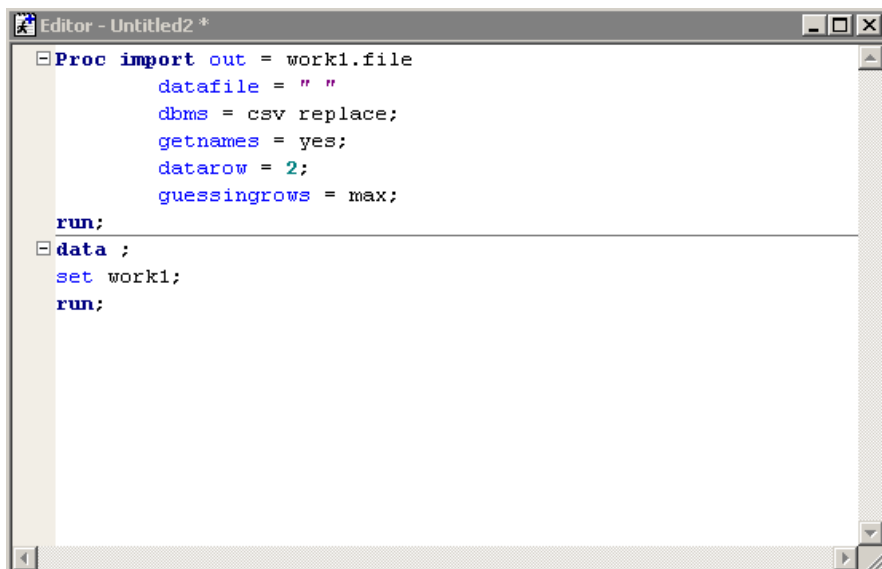 Editor - Untitled2 *
Proc import out = work1.file
datafile = " "
dbms = csv replace;
getnames = yes;
datarow = 2;
guessingrows = max;
run;
data ;
set work1;
run;